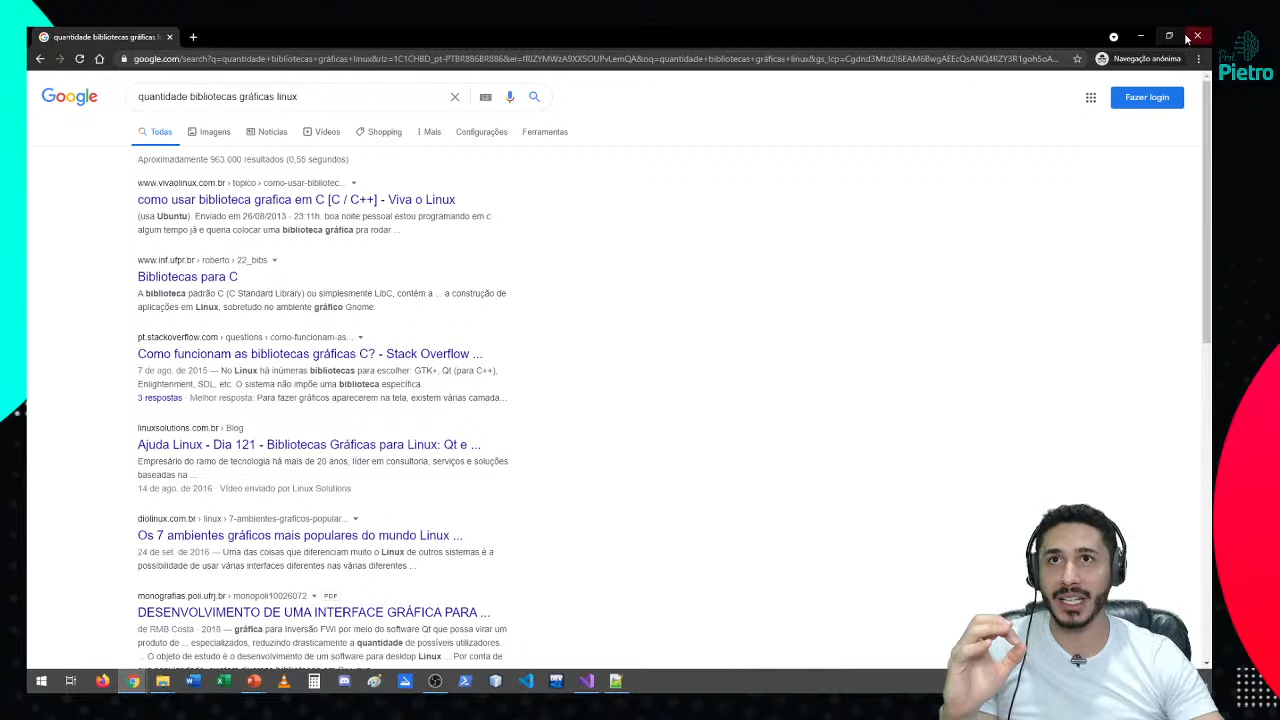 quantidade bibliotecas gráficas l
Prof.
Pietro
Navegação anônima
Google
quantidade bibliotecas gráficas linux
Fazer login
Todas
Imagens
Notícias
Vídeos
Shopping
Mais
Configurações
Ferramentas
Aproximadamente 963.000 resultados (0,55 segundos)
www.vivaolinux.com.br › topico › como-usar-bibliotec...
como usar biblioteca grafica em C [C / C++] - Viva o Linux
(usa Ubuntu). Enviado em 26/08/2013 - 23:11h. boa noite pessoal estou programando em c
algum tempo já e queria colocar uma biblioteca gráfica pra rodar ...
www.inf.ufpr.br › roberto › 22_bibs
Bibliotecas para C
A biblioteca padrão C (C Standard Library) ou simplesmente LibC, contém a ... a construção de
aplicações em Linux, sobretudo no ambiente gráfico Gnome.
pt.stackoverflow.com › questions › como-funcionam-as...
Como funcionam as bibliotecas gráficas C? - Stack Overflow ...
7 de ago. de 2015 — No Linux há inúmeras bibliotecas para escolher: GTK+, Qt (para C++),
Enlightenment, SDL, etc. O sistema não impõe uma biblioteca específica.
3 respostas · Melhor resposta: Para fazer gráficos aparecerem na tela, existem várias camada...
linuxsolutions.com.br › Blog
Ajuda Linux - Dia 121 - Bibliotecas Gráficas para Linux: Qt e ...
Empresário do ramo de tecnologia há mais de 20 anos, líder em consultoria, serviços e soluções
baseadas na ...
14 de ago. de 2016 · Vídeo enviado por Linux Solutions
diolinux.com.br › linux › 7-ambientes-graficos-popular...
Os 7 ambientes gráficos mais populares do mundo Linux ...
24 de set. de 2016 — Uma das coisas que diferenciam muito o Linux de outros sistemas é a
possibilidade de usar várias interfaces diferentes nas várias diferentes ...
monografias.poli.ufrj.br › monopoli10026072 PDF
DESENVOLVIMENTO DE UMA INTERFACE GRÁFICA PARA ...
de RMB Costa · 2018 — gráfica para Inversão FWI por meio do software Qt que possa virar um
produto de ... especializados, reduzindo drasticamente a quantidade de possíveis utilizadores.
... O objeto de estudo é o desenvolvimento de um software para desktop Linux ... Por conta de